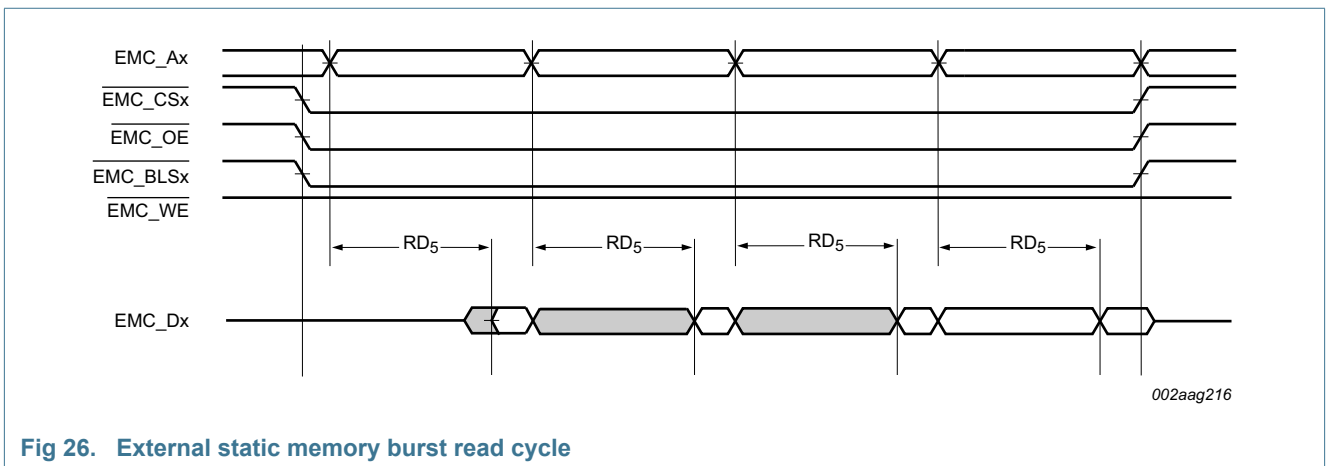 EMC_Ax
EMC_CSx
EMC_OE
EMC_BLSx
EMC_WE
RD5 RD5 RD5 RD5
EMC_Dx
002aag216
Fig 26. External static memory burst read cycle